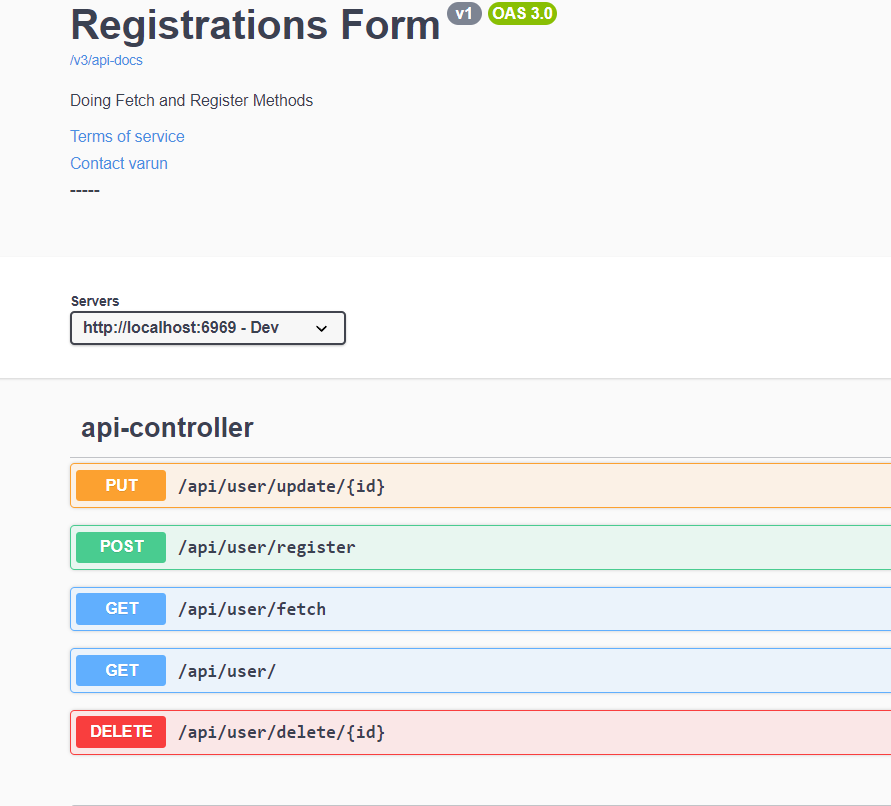 Registrations Form v1 OAS 3.0
/v3/api-docs
Doing Fetch and Register Methods
Terms of service
Contact varun
-----
Servers
http://localhost:6969 - Dev
api-controller
PUT /api/user/update/{id}
POST /api/user/register
GET /api/user/fetch
GET /api/user/
DELETE /api/user/delete/{id}